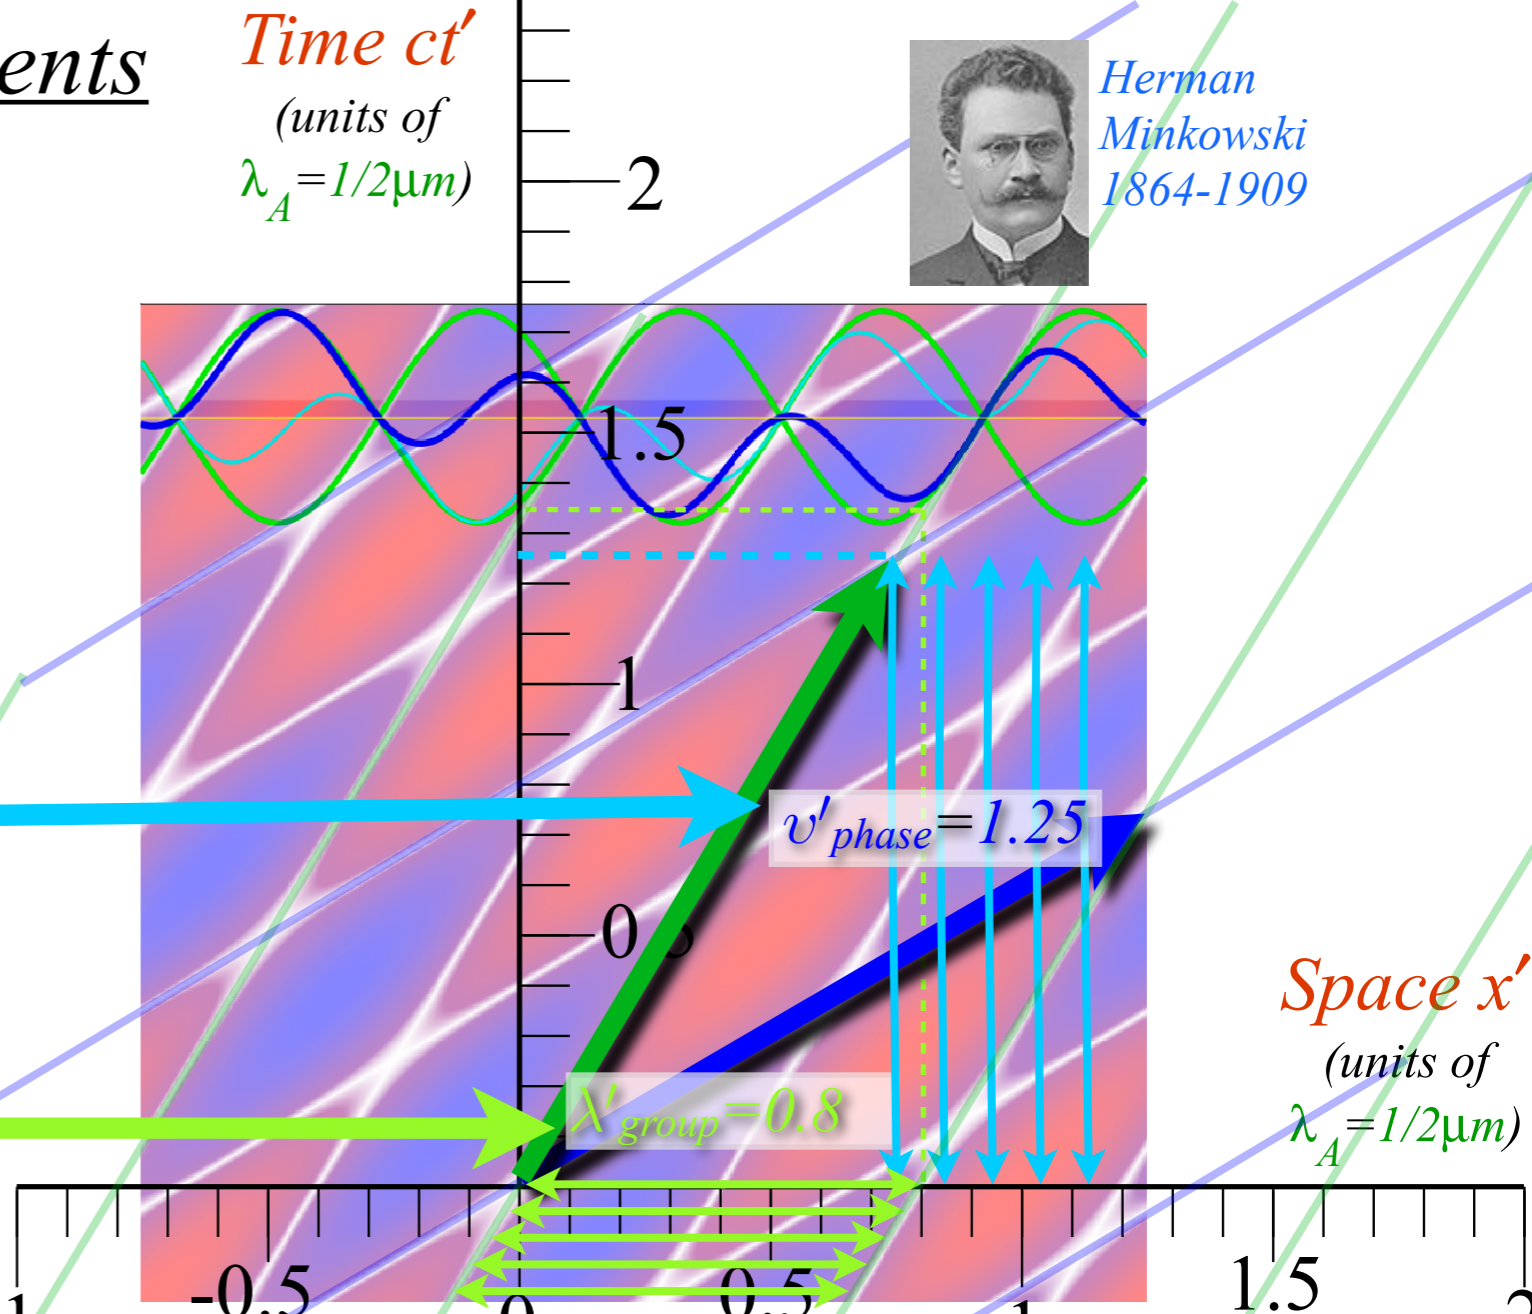 ents
Time ct′
(units of
λA=1/2μm)
Herman
Minkowski
1864-1909
2
1.5
1
υ′phase=1.25
0.5
Space x′
(units of
λA=1/2μm)
λ′group=0.8
-0.5
0
0.5
1
1.5